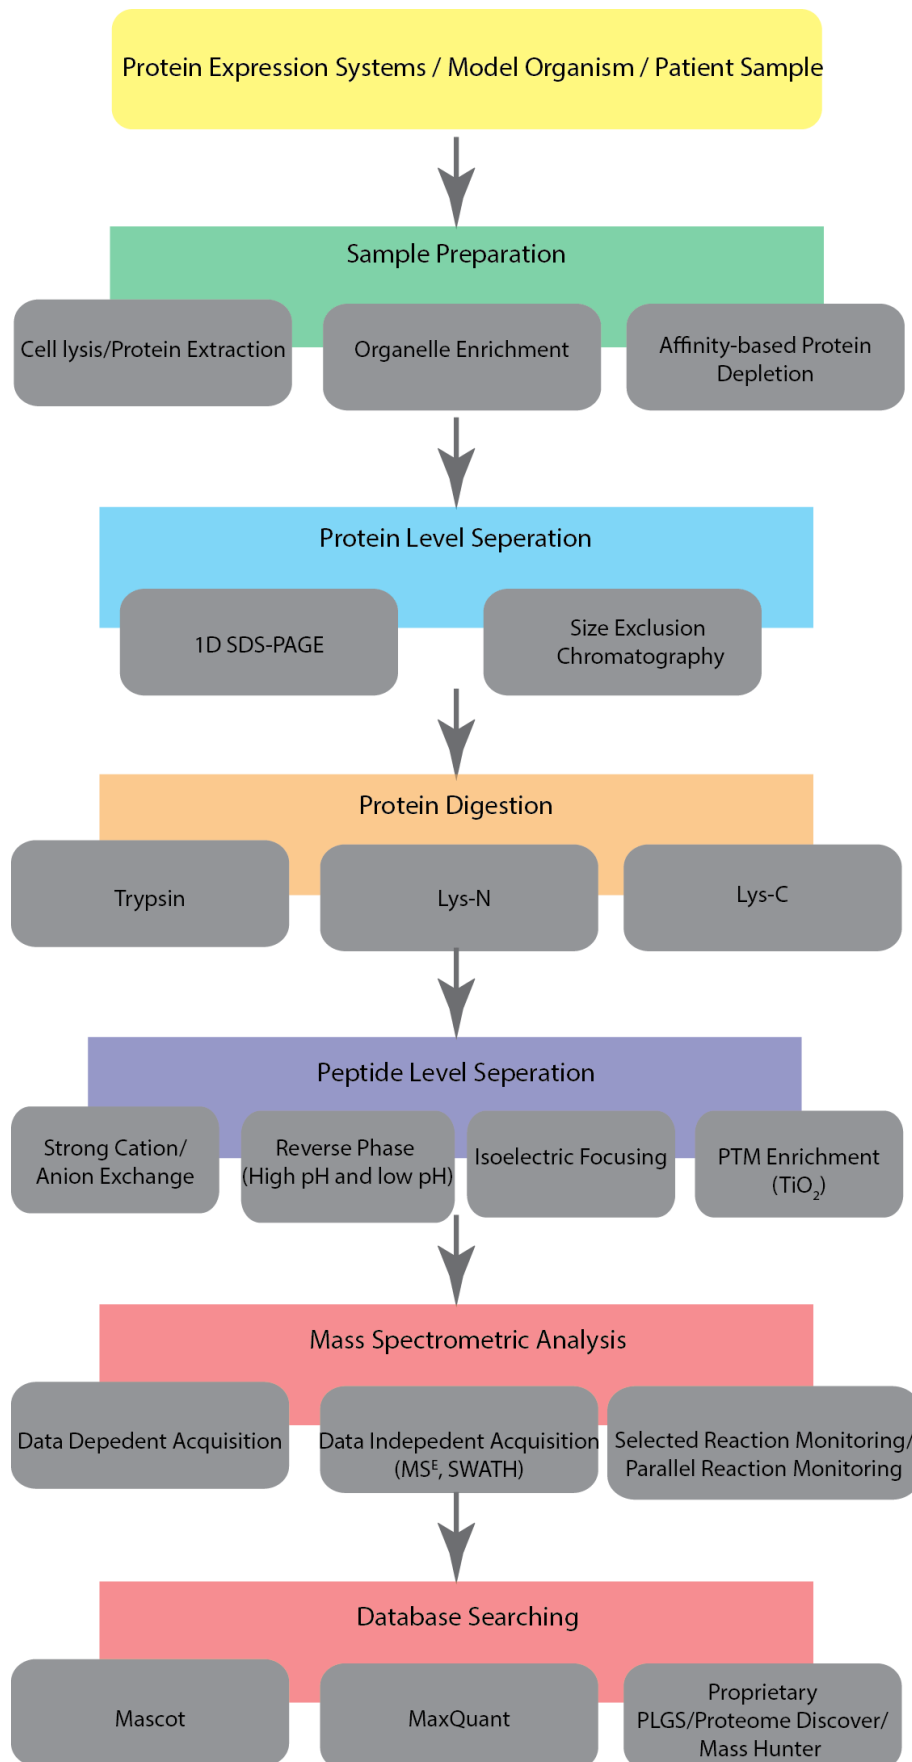 Protein Expression Systems / Model Organism / Patient Sample
Sample Preparation
Cell lysis/Protein Extraction
Organelle Enrichment
Affinity-based Protein
Depletion
Protein Level Seperation
1D SDS-PAGE
Size Exclusion
Chromatography
Protein Digestion
Trypsin
Lys-N
Lys-C
Peptide Level Seperation
Strong Cation/
Anion Exchange
Reverse Phase
(High pH and low pH)
Isoelectric Focusing
PTM Enrichment
(TiO₂)
Mass Spectrometric Analysis
Data Depedent Acquisition
Data Indepedent Acquisition
(MSᴱ, SWATH)
Selected Reaction Monitoring/
Parallel Reaction Monitoring
Database Searching
Mascot
MaxQuant
Proprietary
PLGS/Proteome Discover/
Mass Hunter